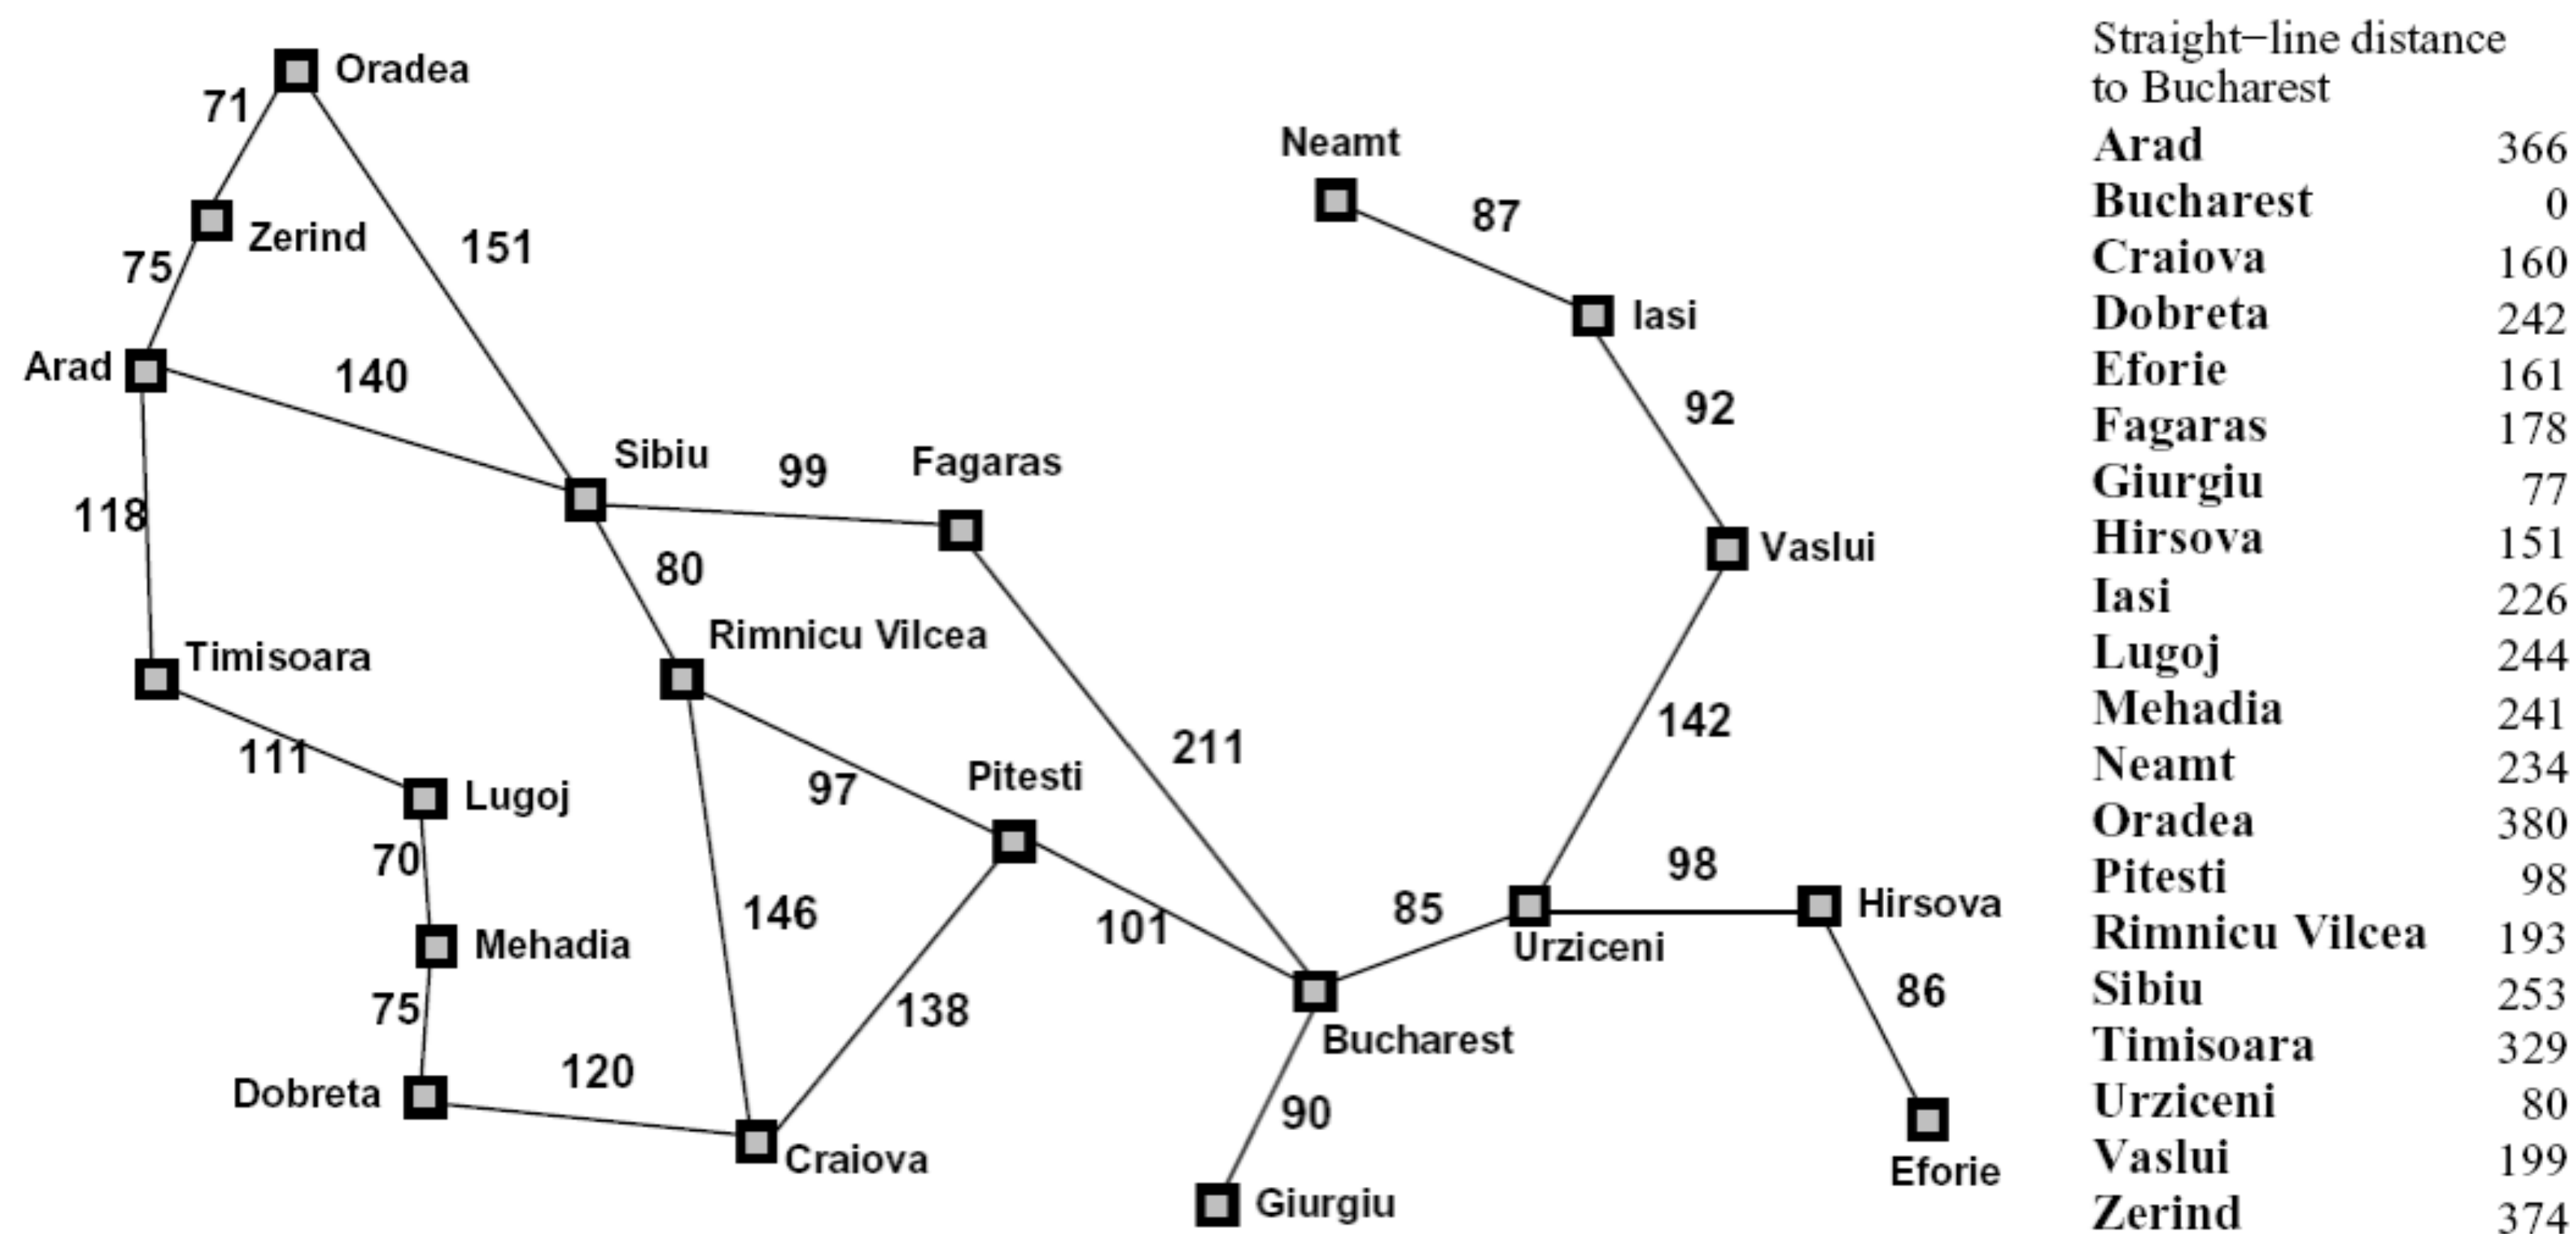 Oradea
71
Neamt
87
Zerind
151
75
Iasi
Arad
140
92
Sibiu
99
Fagaras
118
80
Vaslui
Rimnicu Vilcea
Timisoara
142
211
111
Pitesti
97
Lugoj
70
98
146
101
85
Hirsova
Mehadia
Urziceni
86
75
138
Bucharest
120
Dobreta
90
Craiova
Eforie
Giurgiu
Straight−line distance
to Bucharest
Arad 366
Bucharest 0
Craiova 160
Dobreta 242
Eforie 161
Fagaras 178
Giurgiu 77
Hirsova 151
Iasi 226
Lugoj 244
Mehadia 241
Neamt 234
Oradea 380
Pitesti 98
Rimnicu Vilcea 193
Sibiu 253
Timisoara 329
Urziceni 80
Vaslui 199
Zerind 374